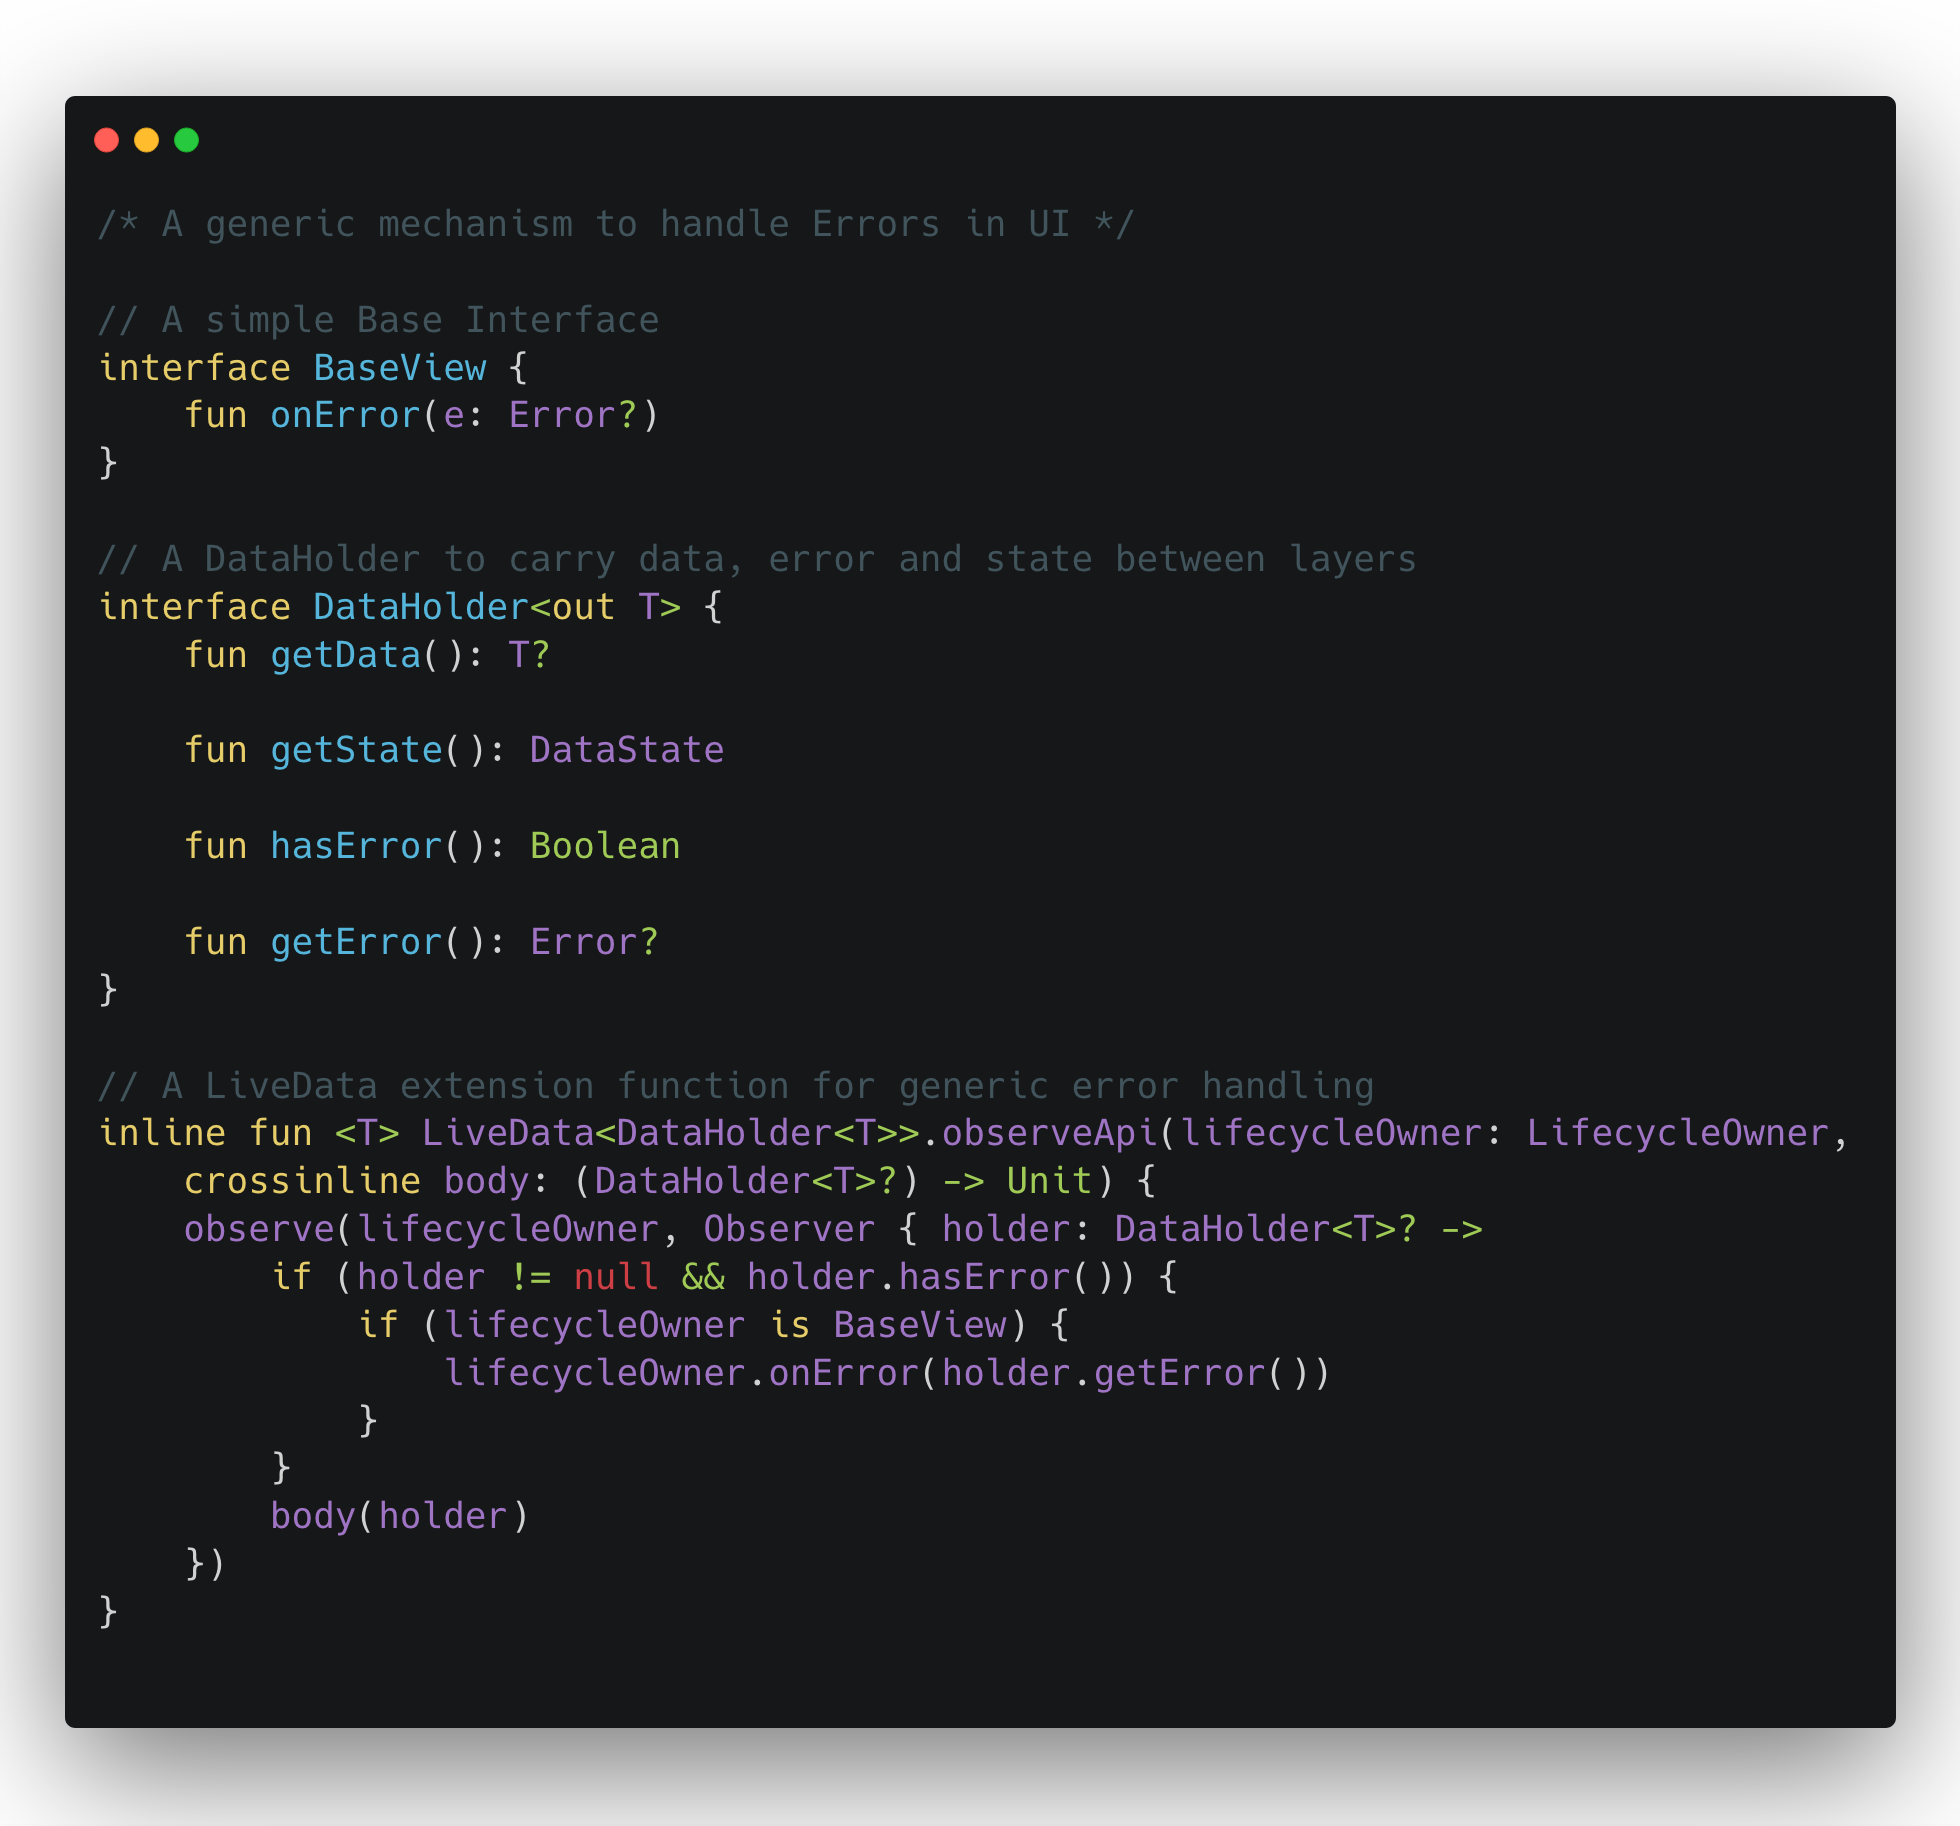 /* A generic mechanism to handle Errors in UI */
// A simple Base Interface
interface BaseView {
    fun onError(e: Error?)
}
// A DataHolder to carry data, error and state between layers
interface DataHolder<out T> {
    fun getData(): T?
    fun getState(): DataState
    fun hasError(): Boolean
    fun getError(): Error?
}
// A LiveData extension function for generic error handling
inline fun <T> LiveData<DataHolder<T>>.observeApi(lifecycleOwner: LifecycleOwner,
    crossinline body: (DataHolder<T>?) -> Unit) {
    observe(lifecycleOwner, Observer { holder: DataHolder<T>? ->
        if (holder != null && holder.hasError()) {
            if (lifecycleOwner is BaseView) {
                lifecycleOwner.onError(holder.getError())
            }
        }
        body(holder)
    })
}